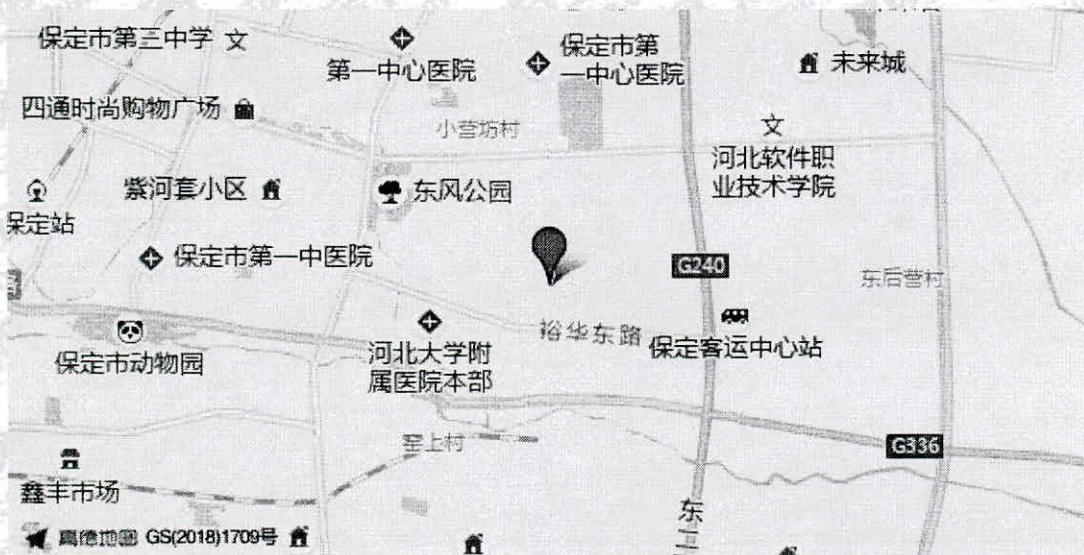 保定市第三中学
文
第一中心医院
保定市第
一中心医院
未来城
四通时尚购物广场
小营坊村
文
河北软件职
业技术学院
紫河套小区
东风公园
保定站
保定市第一中医院
G240
东后营村
裕华东路
保定客运中心站
保定市动物园
河北大学附
属医院本部
窑上村
G336
鑫丰市场
东三
高德地图 GS(2018)1709号